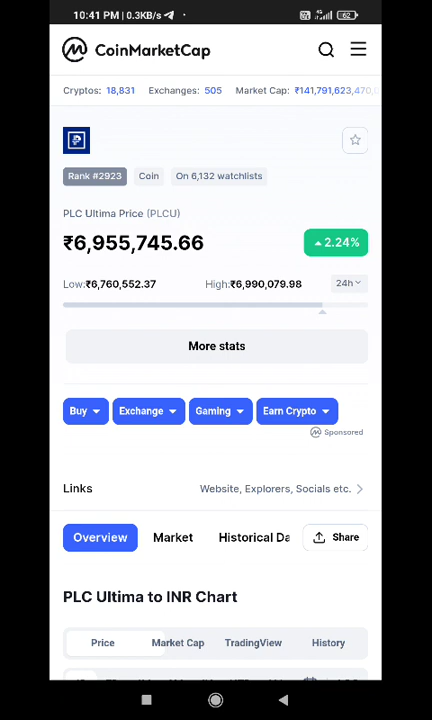 10:41 PM | 0.3KB/s
62
CoinMarketCap
Cryptos: 18,831 Exchanges: 505 Market Cap: ₹141,791,623,470,
Rank #2923 Coin On 6,132 watchlists
PLC Ultima Price (PLCU)
₹6,955,745.66 2.24%
Low:₹6,760,552.37 High:₹6,990,079.98 24h
More stats
Buy Exchange Gaming Earn Crypto
Sponsored
Links Website, Explorers, Socials etc.
Overview Market Historical Da Share
PLC Ultima to INR Chart
Price Market Cap TradingView History